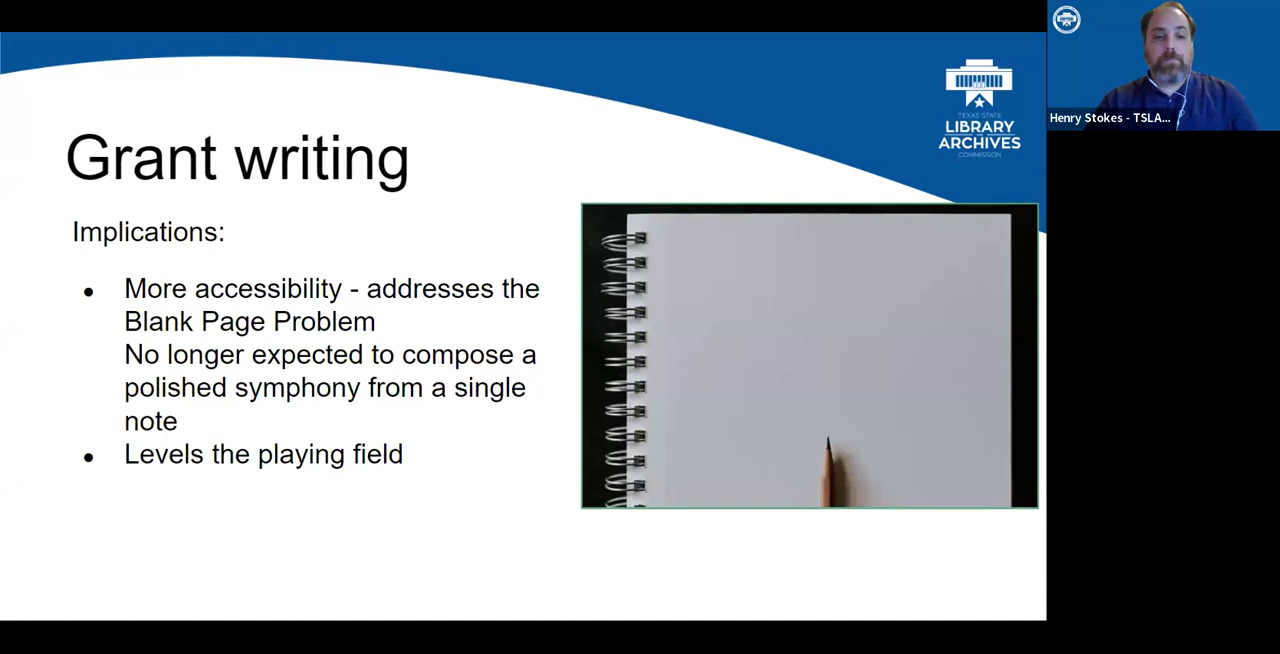 Grant writing
Implications:
● More accessibility - addresses the
Blank Page Problem
No longer expected to compose a
polished symphony from a single
note
● Levels the playing field
TEXAS STATE
LIBRARY
ARCHIVES
COMMISSION
Henry Stokes - TSLA...